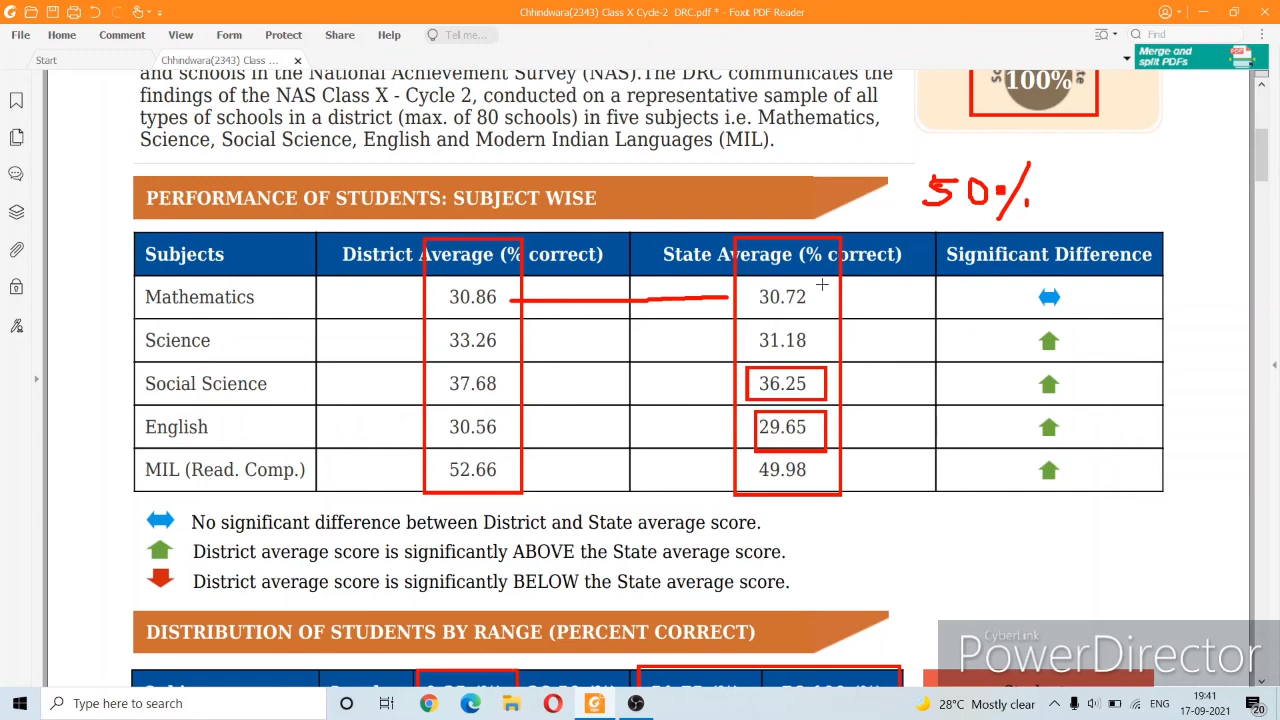 Chhindwara(2343) Class X Cycle-2 DRC.pdf * - Foxit PDF Reader
File Home Comment View Form Protect Share Help Tell me... Find
Start Chhindwara(2343) Class ...
Merge and split PDFs
and schools in the National Achievement Survey (NAS).The DRC communicates the
findings of the NAS Class X - Cycle 2, conducted on a representative sample of all
types of schools in a district (max. of 80 schools) in five subjects i.e. Mathematics,
Science, Social Science, English and Modern Indian Languages (MIL).
100%
PERFORMANCE OF STUDENTS: SUBJECT WISE
50%
Subjects District Average (% correct) State Average (% correct) Significant Difference
Mathematics 30.86 30.72
Science 33.26 31.18
Social Science 37.68 36.25
English 30.56 29.65
MIL (Read. Comp.) 52.66 49.98
No significant difference between District and State average score.
District average score is significantly ABOVE the State average score.
District average score is significantly BELOW the State average score.
DISTRIBUTION OF STUDENTS BY RANGE (PERCENT CORRECT)
CyberLink
PowerDirector
Type here to search
28°C Mostly clear
ENG
19:41
17-09-2021
20